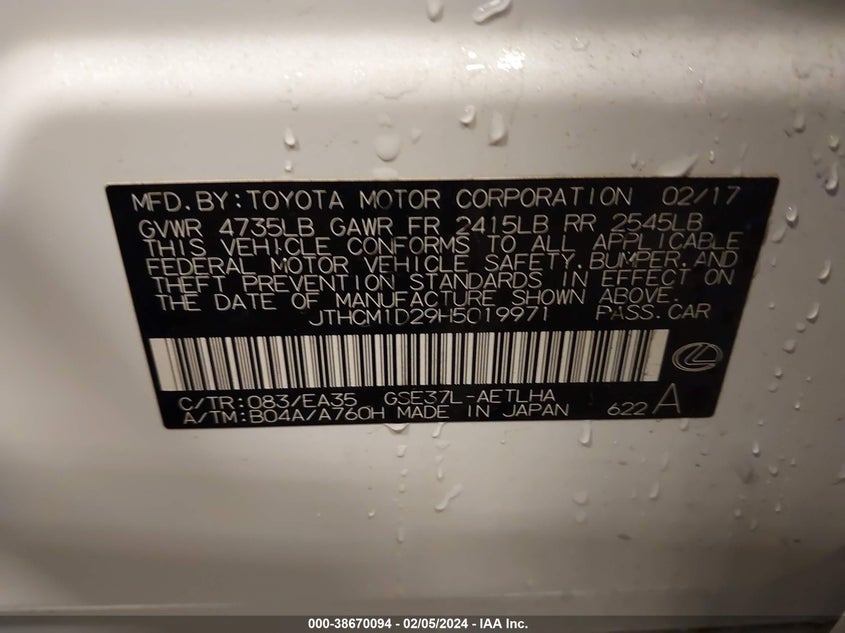 MFD. BY: TOYOTA MOTOR CORPORATION 02/17
GVWR 4735LB GAWR FR 2415LB RR 2545LB
THIS VEHICLE CONFORMS TO ALL APPLICABLE
FEDERAL MOTOR VEHICLE SAFETY, BUMPER, AND
THEFT PREVENTION STANDARDS IN EFFECT ON
THE DATE OF MANUFACTURE SHOWN ABOVE.
JTHCM1D29H5019971 PASS. CAR
C/TR: 083/EA35 GSE37L-AETLHA
A/TM: B04A/A760H MADE IN JAPAN 622 A
000-38670094 - 02/05/2024 - IAA Inc.